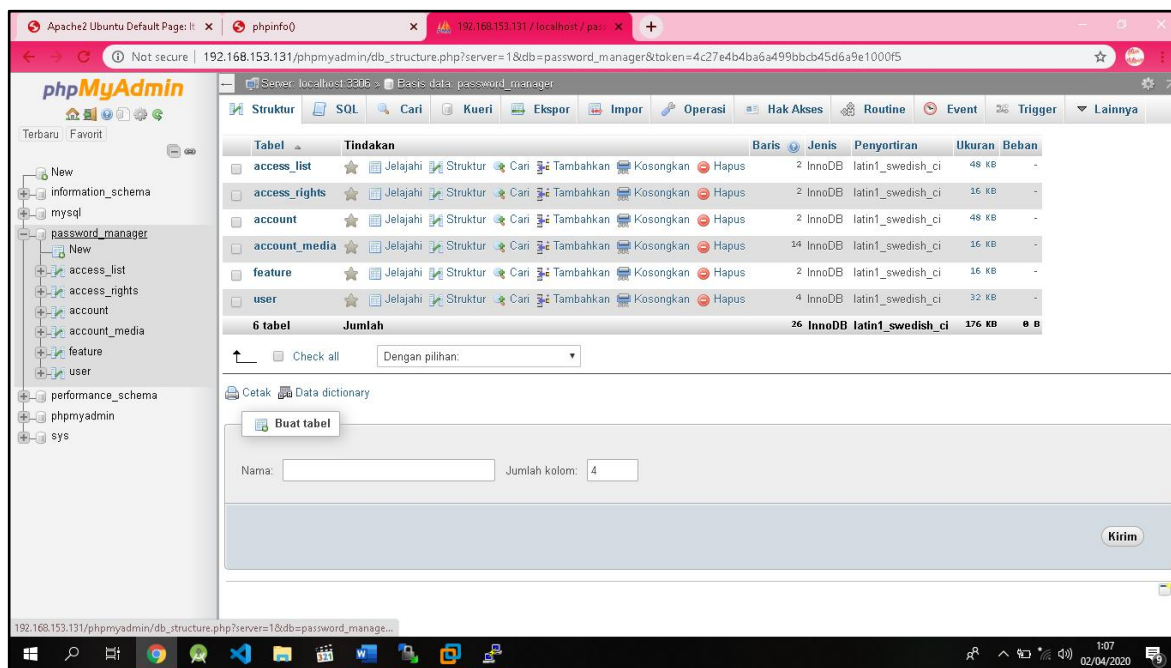 Apache2 Ubuntu Default Page: It
phpinfo()
192.168.153.131 / localhost / pass
Not secure | 192.168.153.131/phpmyadmin/db_structure.php?server=1&db=password_manager&token=4c27e4b4ba6a499bbcb45d6a9e1000f5
phpMyAdmin
Terbaru Favorit
New
information_schema
mysql
password_manager
New
access_list
access_rights
account
account_media
feature
user
performance_schema
phpmyadmin
sys
Server: localhost:3306 » Basis data: password_manager
Struktur SQL Cari Kueri Ekspor Impor Operasi Hak Akses Routine Event Trigger Lainnya
Tabel Tindakan Baris Jenis Penyortiran Ukuran Beban
access_list Jelajahi Struktur Cari Tambahkan Kosongkan Hapus 2 InnoDB latin1_swedish_ci 48 KB -
access_rights Jelajahi Struktur Cari Tambahkan Kosongkan Hapus 2 InnoDB latin1_swedish_ci 16 KB -
account Jelajahi Struktur Cari Tambahkan Kosongkan Hapus 2 InnoDB latin1_swedish_ci 48 KB -
account_media Jelajahi Struktur Cari Tambahkan Kosongkan Hapus 14 InnoDB latin1_swedish_ci 16 KB -
feature Jelajahi Struktur Cari Tambahkan Kosongkan Hapus 2 InnoDB latin1_swedish_ci 16 KB -
user Jelajahi Struktur Cari Tambahkan Kosongkan Hapus 4 InnoDB latin1_swedish_ci 32 KB -
6 tabel Jumlah 26 InnoDB latin1_swedish_ci 176 KB 0 B
Check all Dengan pilihan:
Cetak Data dictionary
Buat tabel
Nama: Jumlah kolom: 4
Kirim
192.168.153.131/phpmyadmin/db_structure.php?server=1&db=password_manage...
1:07
02/04/2020